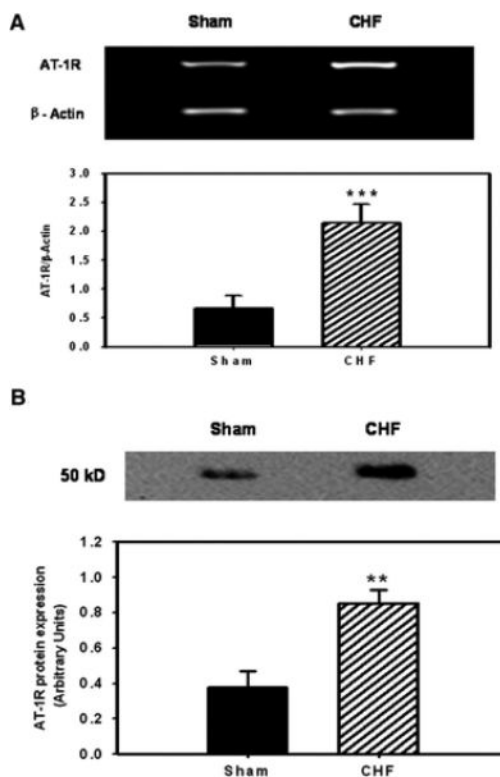 A
Sham CHF
AT-1R
β - Actin
3.0
2.5
2.0
1.5
1.0
0.5
0.0
AT-1R/β-Actin
***
Sham CHF
B
Sham CHF
50 kD
1.2
1.0
0.8
0.6
0.4
0.2
0.0
AT-1R protein expression
(Arbitrary Units)
**
Sham CHF